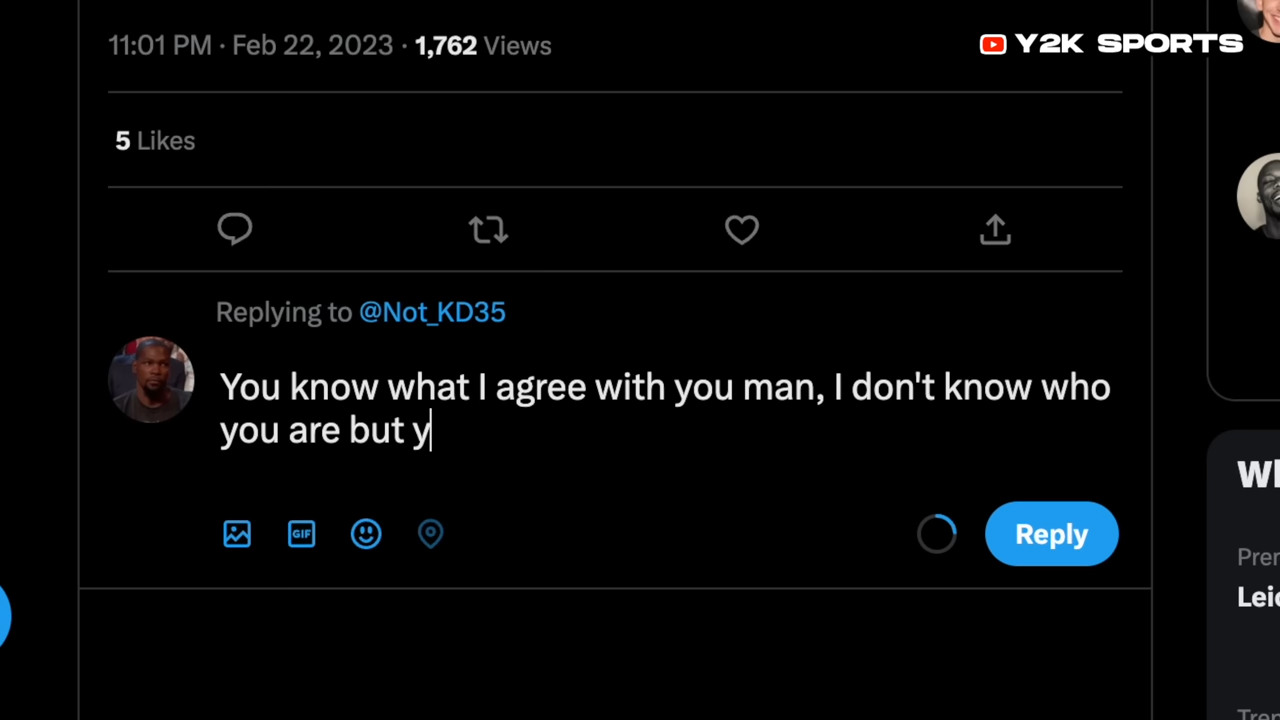 11:01 PM · Feb 22, 2023 · 1,762 Views
Y2K SPORTS
5 Likes
Replying to @Not_KD35
You know what I agree with you man, I don't know who
you are but y
GIF
Reply